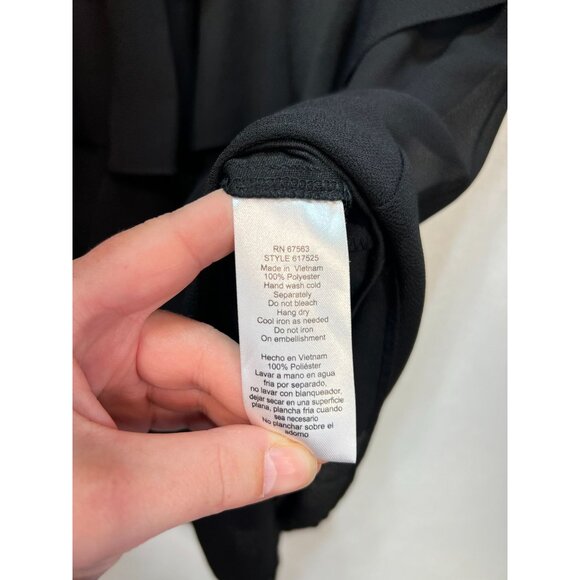 RN 67563
STYLE 617525
Made in Vietnam
100% Polyester
Hand wash cold
Separately
Do not bleach
Hang dry
Cool iron as needed
Do not iron
On embellishment
Hecho en Vietnam
100% Poliéster
Lavar a mano en agua
fria por separado,
no lavar con blanqueador,
dejar secar en una superficie
plana, plancha fria cuando
sea necesario
No planchar sobre el
adorno